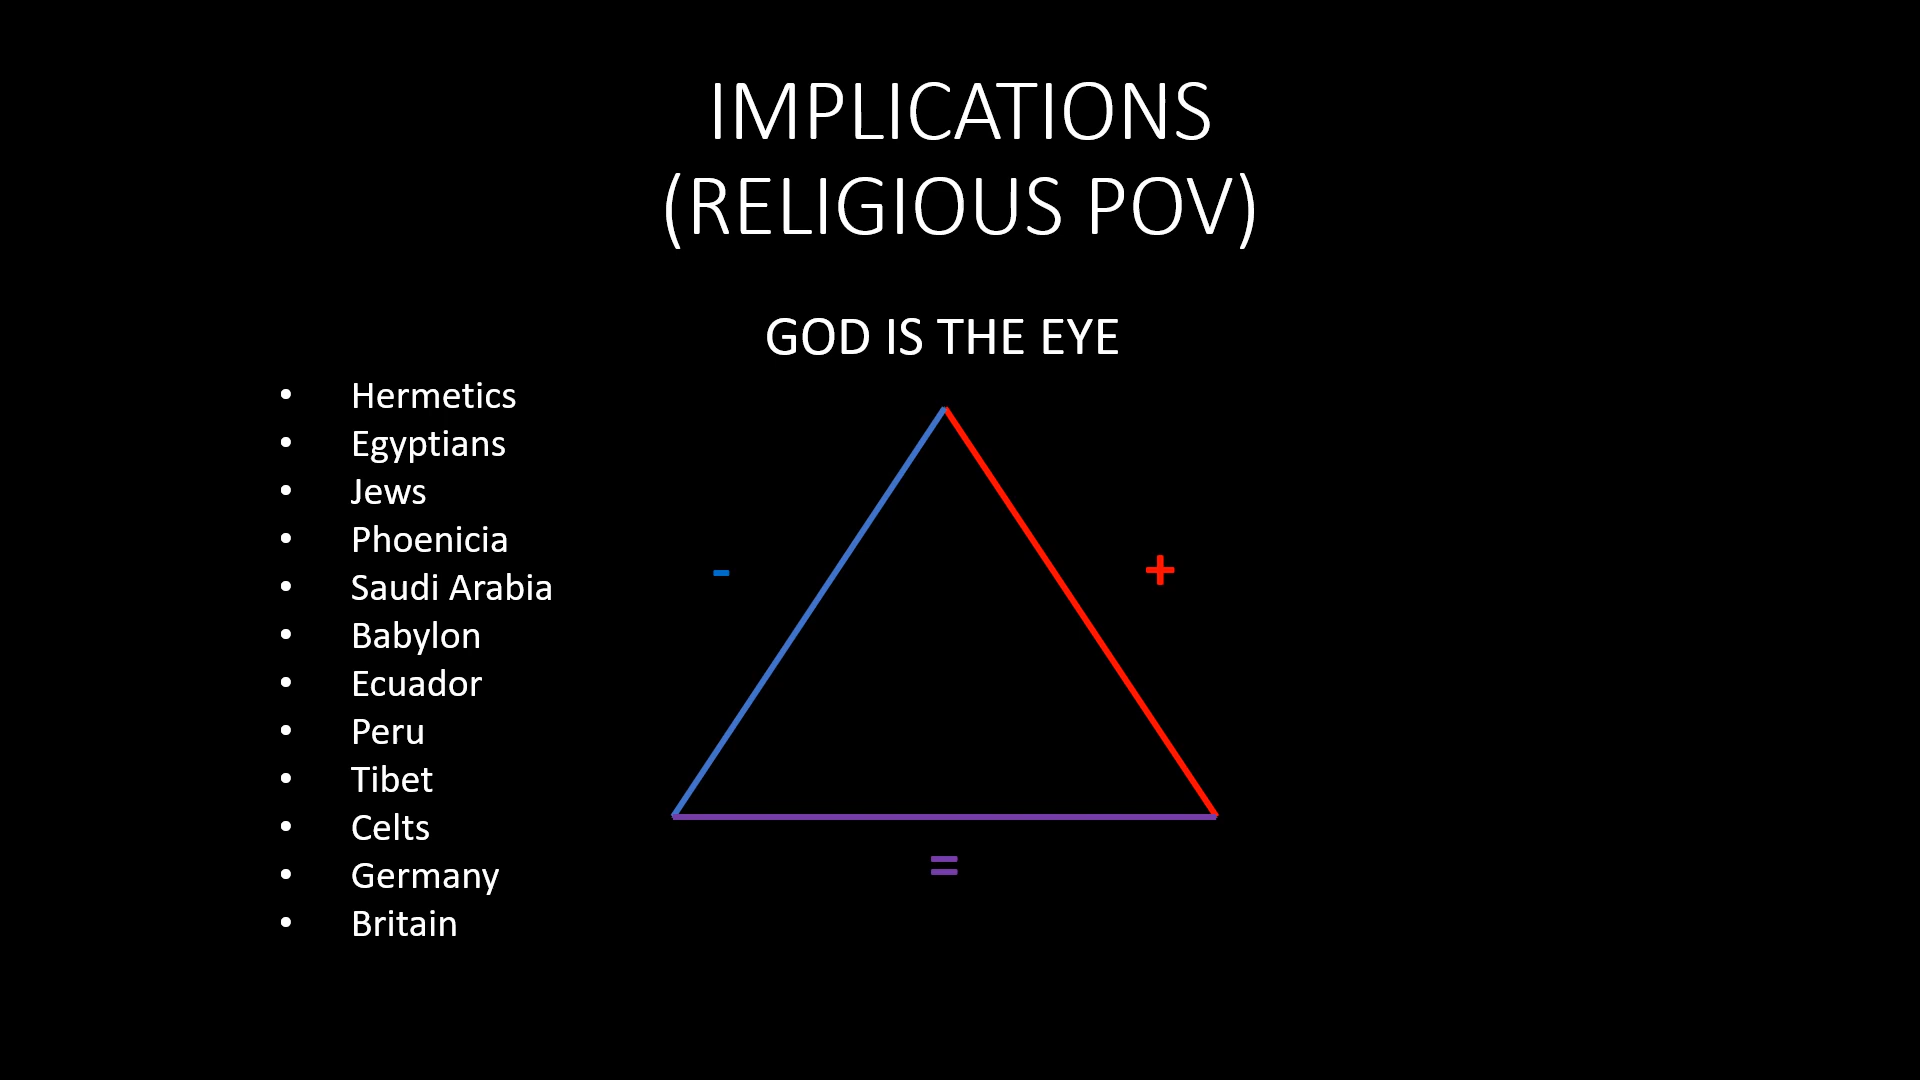 IMPLICATIONS
(RELIGIOUS POV)
GOD IS THE EYE
• Hermetics
• Egyptians
• Jews
• Phoenicia
• Saudi Arabia
• Babylon
• Ecuador
• Peru
• Tibet
• Celts
• Germany
• Britain
-
+
=